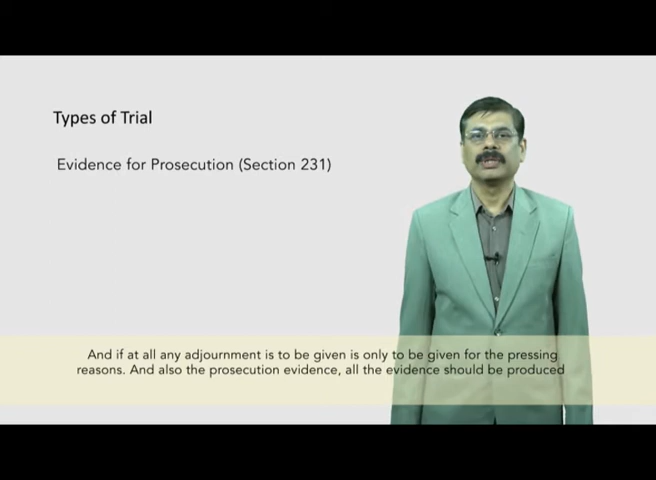 Types of Trial
Evidence for Prosecution (Section 231)
And if at all any adjournment is to be given is only to be given for the pressing
reasons. And also the prosecution evidence, all the evidence should be produced